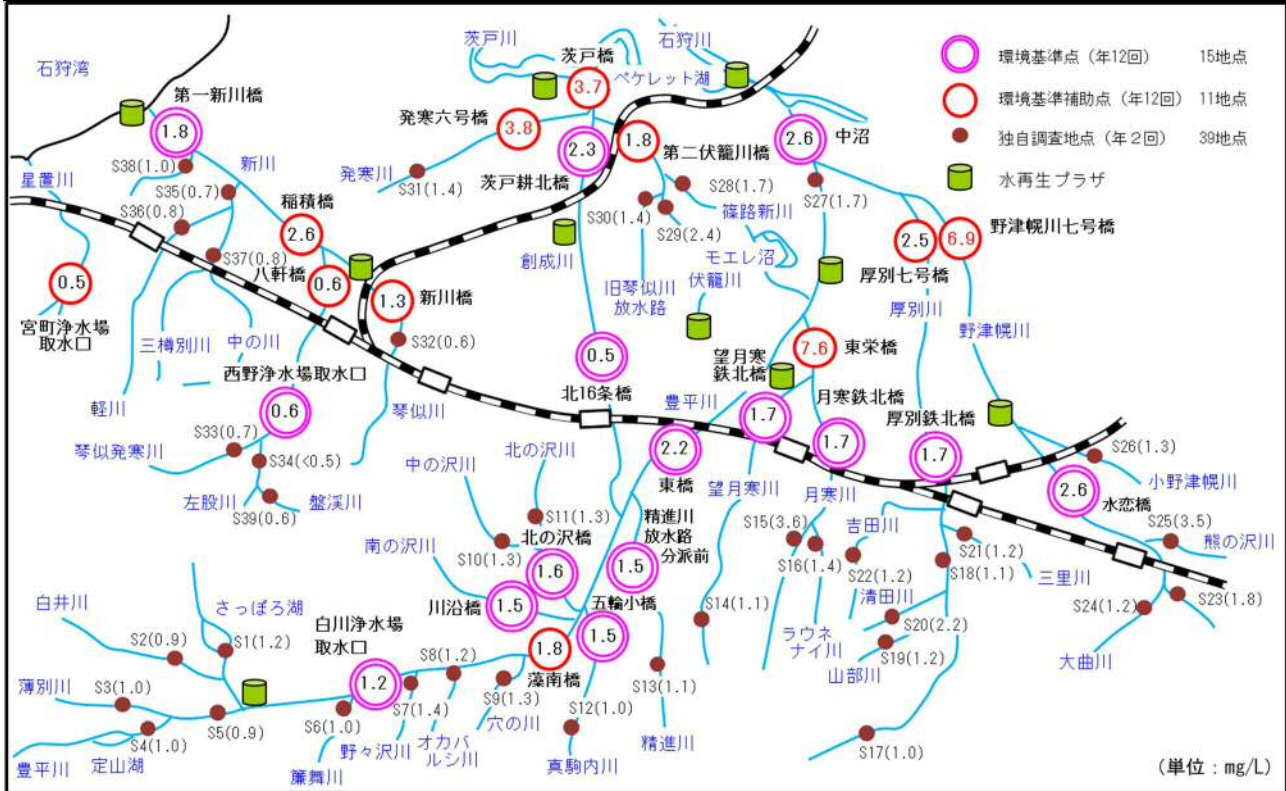 石狩湾
茨戸川
茨戸橋
石狩川
ペケレット湖
3.7
環境基準点（年12回） 15地点
環境基準補助点（年12回） 11地点
独自調査地点（年２回） 39地点
水再生プラザ
第一新川橋
1.8
発寒六号橋
3.8
1.8
第二伏籠川橋
2.6
中沼
2.3
茨戸耕北橋
S38(1.0)
新川
S35(0.7)
星置川
S36(0.8)
稲積橋
2.6
発寒川
S31(1.4)
S28(1.7)
S30(1.4)
S29(2.4)
篠路新川
S27(1.7)
S37(0.8)
八軒橋
0.6
創成川
モエレ沼
2.5
6.9
野津幌川七号橋
厚別七号橋
0.5
宮町浄水場
取水口
1.3
新川橋
旧琴似川
放水路
伏籠川
厚別川
野津幌川
三樽別川
中の川
S32(0.6)
西野浄水場取水口
0.5
北16条橋
望月寒
鉄北橋
7.6
東栄橋
軽川
0.6
琴似川
豊平川
1.7
月寒鉄北橋
1.7
厚別鉄北橋
1.7
S33(0.7)
琴似発寒川
S34(<0.5)
中の沢川
北の沢川
2.2
東橋
望月寒川
月寒川
S26(1.3)
小野津幌川
左股川
盤渓川
S39(0.6)
2.6
水恋橋
S11(1.3)
精進川
放水路
分派前
S15(3.6)
吉田川
S25(3.5)
熊の沢川
南の沢川
S10(1.3)
北の沢橋
1.6
1.5
S16(1.4)
S22(1.2)
S21(1.2)
S18(1.1)
三里川
白井川
さっぽろ湖
白川浄水場
取水口
川沿橋
1.5
五輪小橋
1.5
S14(1.1)
清田川
S24(1.2)
S23(1.8)
S2(0.9)
S1(1.2)
S8(1.2)
1.8
藻南橋
ラウネ
ナイ川
S20(2.2)
S19(1.2)
山部川
大曲川
薄別川
S3(1.0)
1.2
S9(1.3)
S13(1.1)
S4(1.0)
S5(0.9)
S6(1.0)
S7(1.4)
穴の川
S12(1.0)
豊平川
定山湖
簾舞川
野々沢川
オカバ
ルシ川
真駒内川
精進川
S17(1.0)
（単位：mg/L）